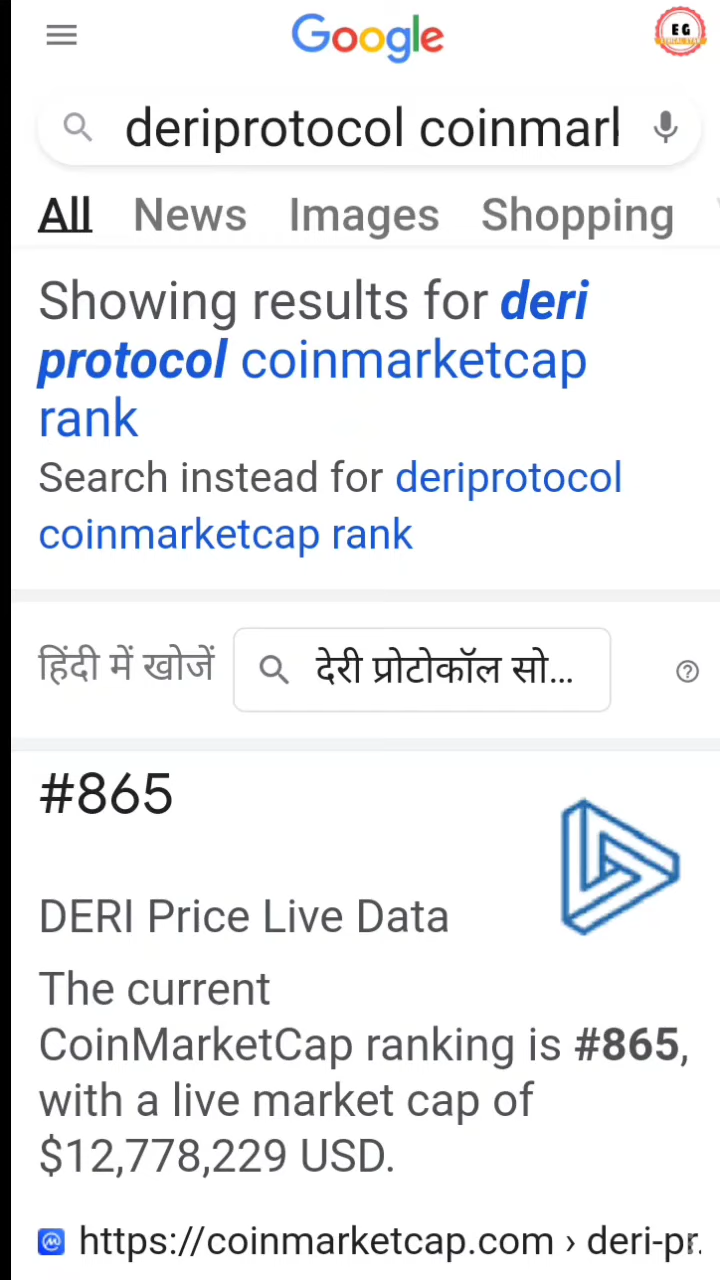 Google
EG
deriprotocol coinmarl
All News Images Shopping
Showing results for deri
protocol coinmarketcap
rank
Search instead for deriprotocol
coinmarketcap rank
हिंदी में खोजें देरी प्रोटोकॉल सो...
#865
DERI Price Live Data
The current
CoinMarketCap ranking is #865,
with a live market cap of
$12,778,229 USD.
https://coinmarketcap.com › deri-pr.